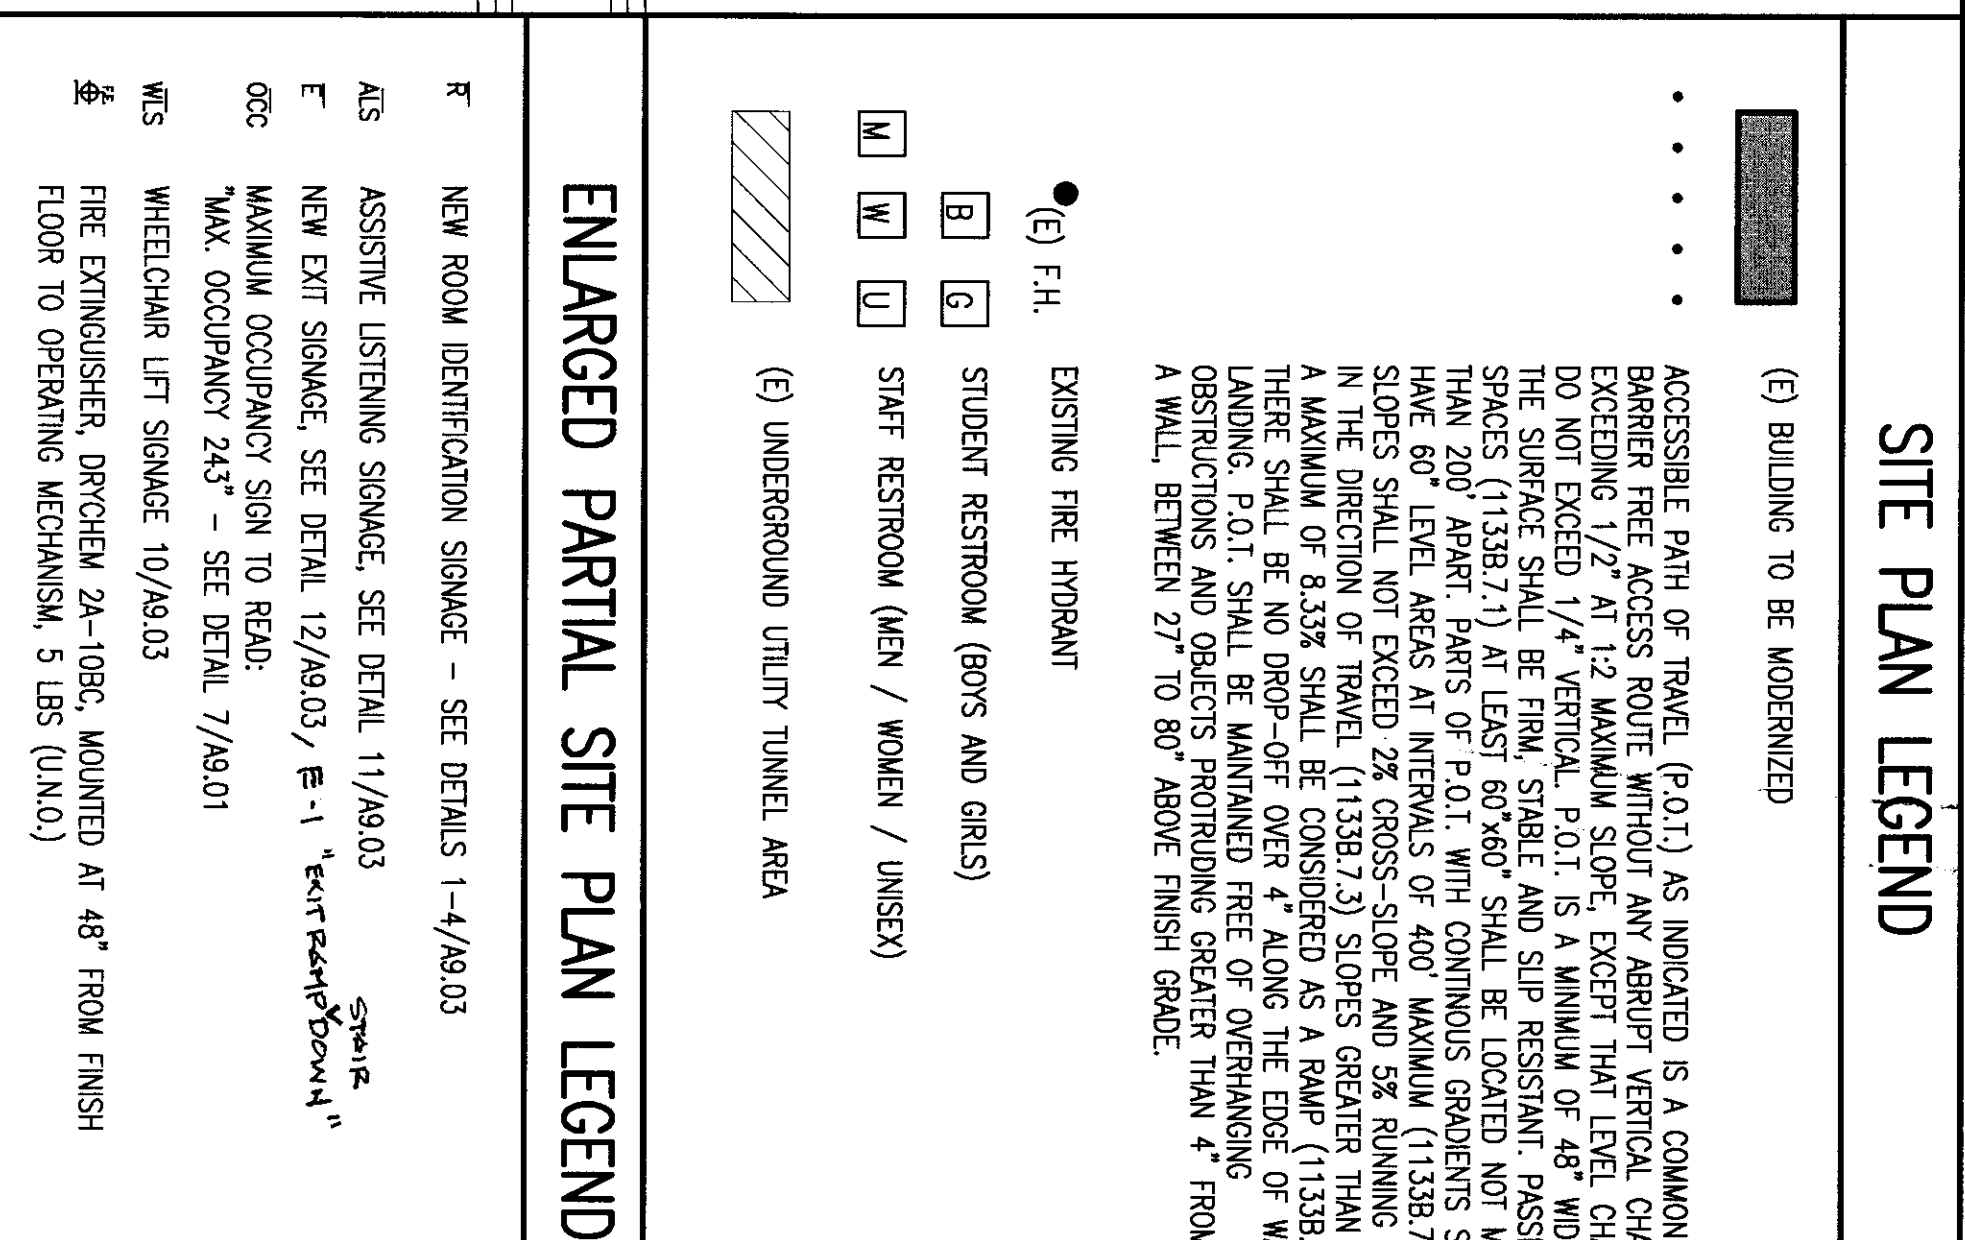 SITE PLAN LEGEND
(E) BUILDING TO BE MODERNIZED
ACCESSIBLE PATH OF TRAVEL (P.O.T.) AS INDICATED IS A COMMON
BARRIER FREE ACCESS ROUTE WITHOUT ANY ABRUPT VERTICAL
EXCEEDING 1/2" AT 1:2 MAXIMUM SLOPE, EXCEPT THAT LEVEL
DO NOT EXCEED 1/4" VERTICAL. P.O.T. IS A MINIMUM OF 48"
THE SURFACE SHALL BE FIRM, STABLE AND SLIP RESISTANT.
SPACES (1133B.7.1) AT LEAST 60"x60" SHALL BE LOCATED NOT
THAN 200' APART. PARTS OF P.O.T. WITH CONTINOUS GRADIENTS
HAVE 60" LEVEL AREAS AT INTERVALS OF 400' MAXIMUM (1133B.7
SLOPES SHALL NOT EXCEED 2% CROSS-SLOPE AND 5% RUNNING
IN THE DIRECTION OF TRAVEL (1133B.7.3) SLOPES GREATER THAN
A MAXIMUM OF 8.33% SHALL BE CONSIDERED AS A RAMP (1133B.
THERE SHALL BE NO DROP-OFF OVER 4" ALONG THE EDGE OF
LANDING. P.O.T. SHALL BE MAINTAINED FREE OF OVERHANGING
OBSTRUCTIONS AND OBJECTS PROTRUDING GREATER THAN 4" FROM
A WALL, BETWEEN 27" TO 80" ABOVE FINISH GRADE.
(E) F.H. EXISTING FIRE HYDRANT
B G STUDENT RESTROOM (BOYS AND GIRLS)
M W U STAFF RESTROOM (MEN / WOMEN / UNISEX)
(E) UNDERGROUND UTILITY TUNNEL AREA
ENLARGED PARTIAL SITE PLAN LEGEND
R NEW ROOM IDENTIFICATION SIGNAGE - SEE DETAILS 1-4/A9.03
ALS ASSISTIVE LISTENING SIGNAGE, SEE DETAIL 11/A9.03
STAIR
E NEW EXIT SIGNAGE, SEE DETAIL 12/A9.03, E-1 "EXIT RAMP DOWN"
OCC MAXIMUM OCCUPANCY SIGN TO READ:
"MAX. OCCUPANCY 243" - SEE DETAIL 7/A9.01
WLS WHEELCHAIR LIFT SIGNAGE 10/A9.03
F.E. FIRE EXTINGUISHER, DRYCHEM 2A-10BC, MOUNTED AT 48" FROM FINISH
FLOOR TO OPERATING MECHANISM, 5 LBS (U.N.O.)